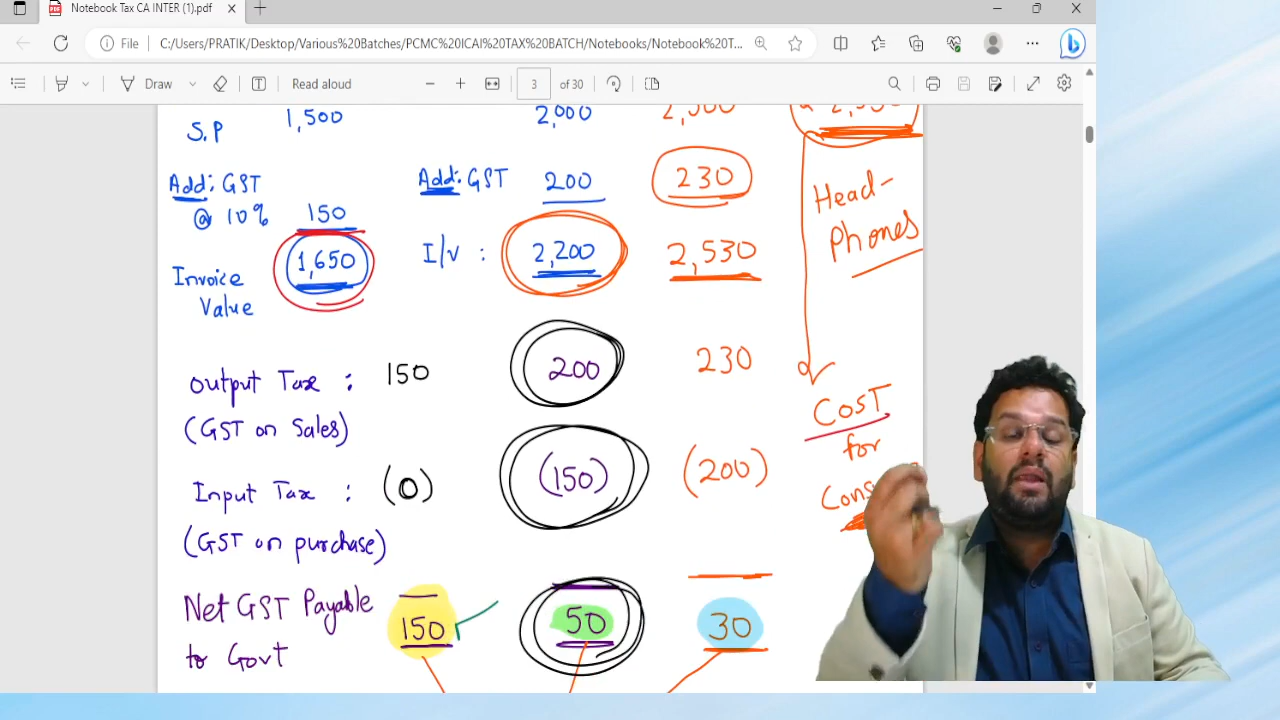 Notebook Tax CA INTER (1).pdf
File
C:/Users/PRATIK/Desktop/Various%20Batches/PCMC%20ICAI%20TAX%20BATCH/Notebooks/Notebook%20T...
Draw
Read aloud
3
of 30
S.P 1,500 2,000
Add: GST
@ 10% 150
Add: GST 200 230
Invoice
Value
1,650
I/V : 2,200 2,530
Head-
Phones
Output Tax : 150 200 230
(GST on Sales)
Input Tax : (0) (150) (200)
(GST on purchase)
Cost
for
Net GST Payable
to Govt
150 50 30